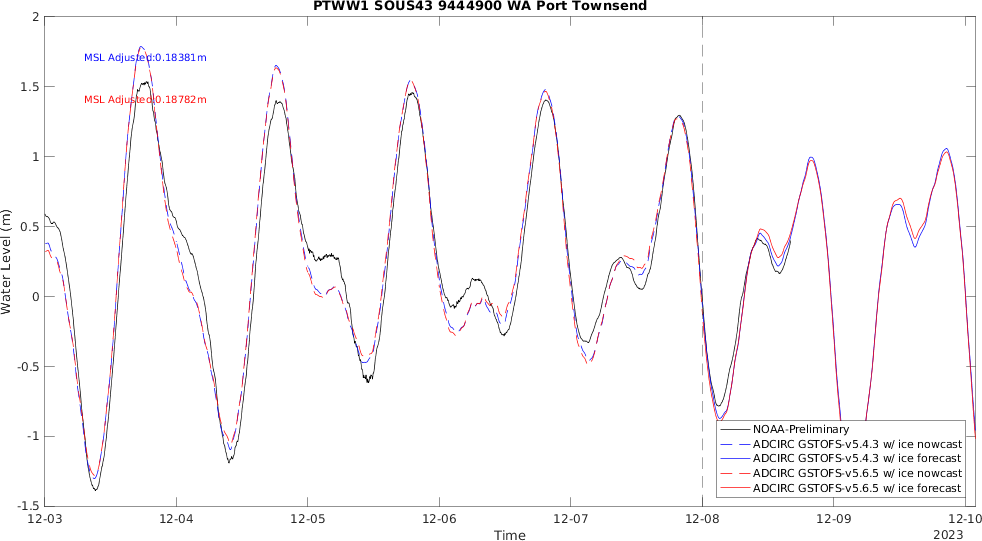 PTWW1 SOUS43 9444900 WA Port Townsend
2
1.5
1
0.5
0
-0.5
-1
-1.5
Water Level (m)
MSL Adjusted:0.18381m
MSL Adjusted:0.18782m
NOAA-Preliminary
ADCIRC GSTOFS-v5.4.3 w/ ice nowcast
ADCIRC GSTOFS-v5.4.3 w/ ice forecast
ADCIRC GSTOFS-v5.6.5 w/ ice nowcast
ADCIRC GSTOFS-v5.6.5 w/ ice forecast
12-03 12-04 12-05 12-06 12-07 12-08 12-09 12-10
Time
2023